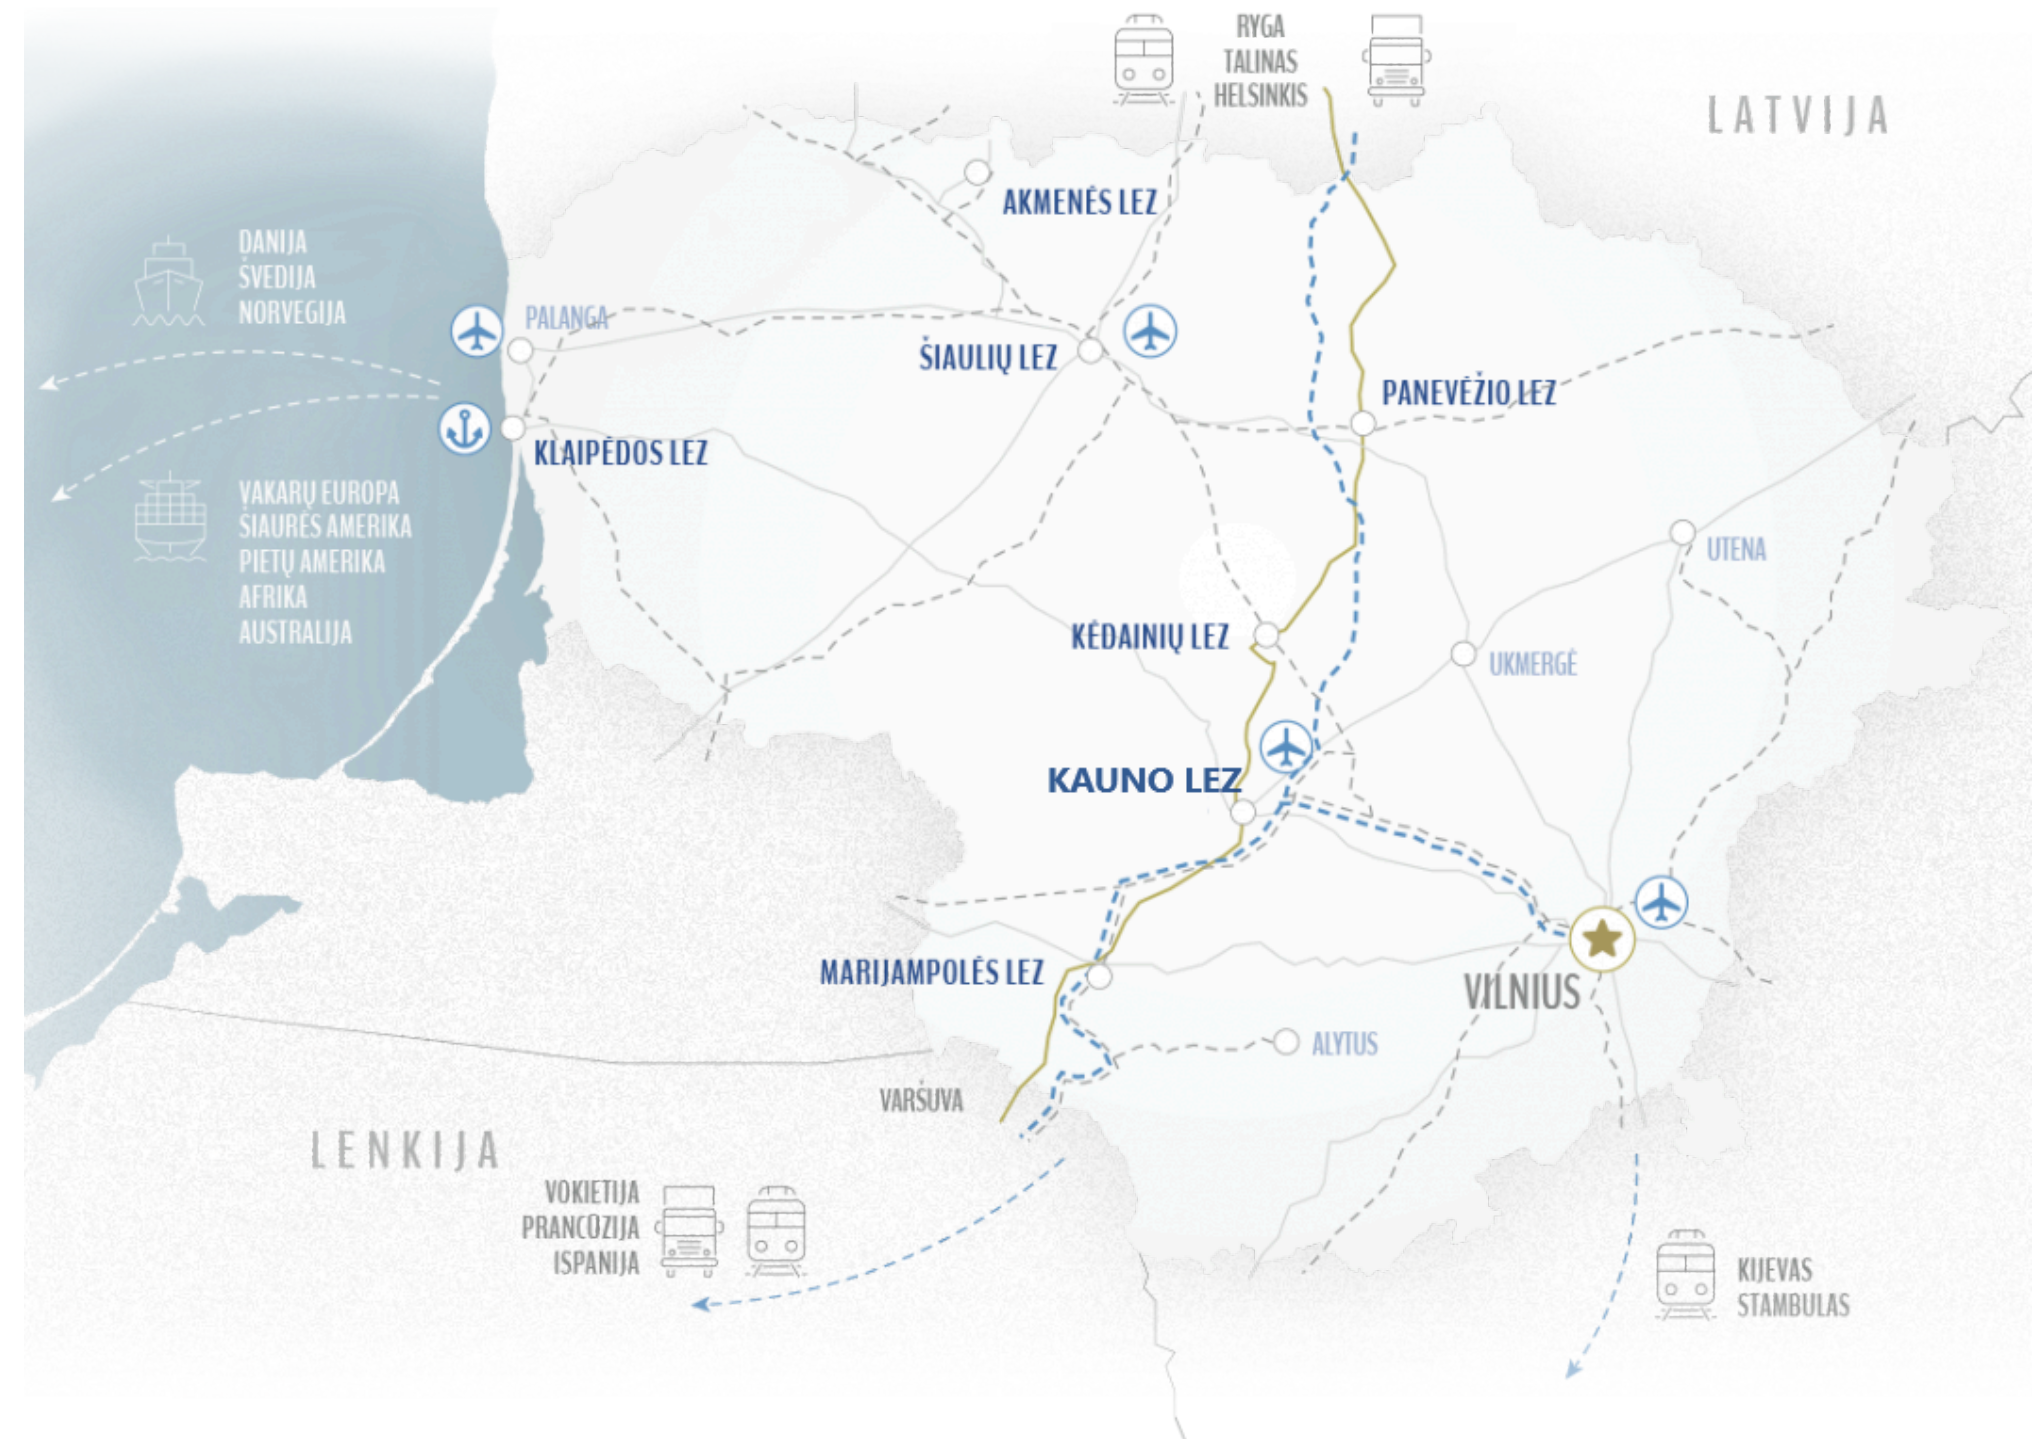 RYGA
TALINAS
HELSINKIS
LATVIJA
AKMENĖS LEZ
DANIJA
ŠVEDIJA
NORVEGIJA
PALANGA
ŠIAULIŲ LEZ
PANEVĖŽIO LEZ
KLAIPĖDOS LEZ
VAKARŲ EUROPA
ŠIAURĖS AMERIKA
PIETŲ AMERIKA
AFRIKA
AUSTRALIJA
UTENA
KĖDAINIŲ LEZ
UKMERGĖ
KAUNO LEZ
MARIJAMPOLĖS LEZ
VILNIUS
ALYTUS
VARŠUVA
LENKIJA
VOKIETIJA
PRANCŪZIJA
ISPANIJA
KIJEVAS
STAMBULAS